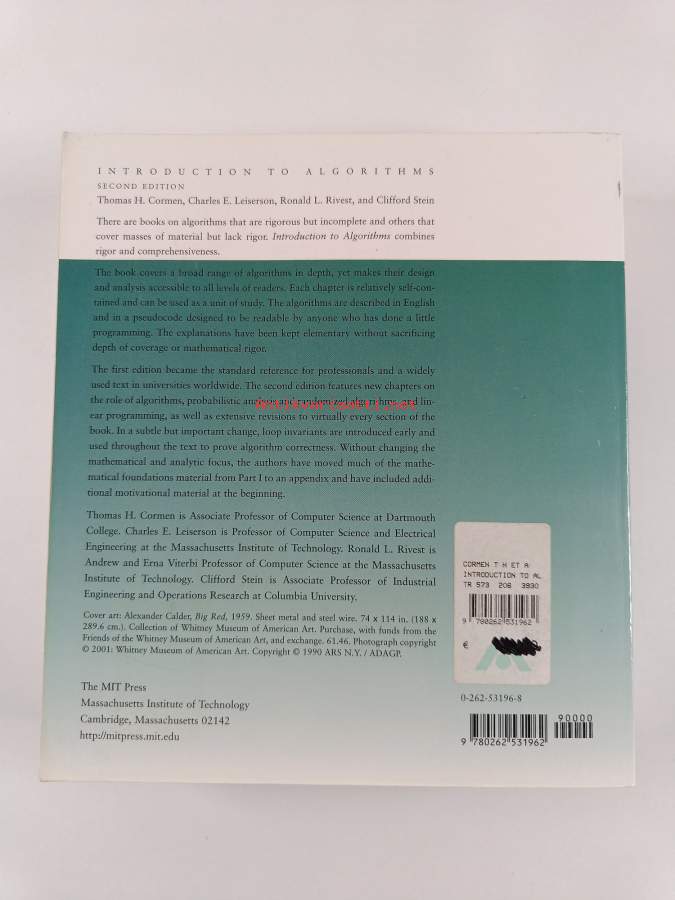 INTRODUCTION TO ALGORITHMS
SECOND EDITION
Thomas H. Cormen, Charles E. Leiserson, Ronald L. Rivest, and Clifford Stein
There are books on algorithms that are rigorous but incomplete and others that
cover masses of material but lack rigor. Introduction to Algorithms combines
rigor and comprehensiveness.
The book covers a broad range of algorithms in depth, yet makes their design
and analysis accessible to all levels of readers. Each chapter is relatively self-con-
tained and can be used as a unit of study. The algorithms are described in English
and in a pseudocode designed to be readable by anyone who has done a little
programming. The explanations have been kept elementary without sacrificing
depth of coverage or mathematical rigor.
The first edition became the standard reference for professionals and a widely
used text in universities worldwide. The second edition features new chapters on
the role of algorithms, probabilistic analysis and randomized algorithms, and lin-
ear programming, as well as extensive revisions to virtually every section of the
book. In a subtle but important change, loop invariants are introduced early and
used throughout the text to prove algorithm correctness. Without changing the
mathematical and analytic focus, the authors have moved much of the mathe-
matical foundations material from Part I to an appendix and have included addi-
tional motivational material at the beginning.
Thomas H. Cormen is Associate Professor of Computer Science at Dartmouth
College. Charles E. Leiserson is Professor of Computer Science and Electrical
Engineering at the Massachusetts Institute of Technology. Ronald L. Rivest is
Andrew and Erna Viterbi Professor of Computer Science at the Massachusetts
Institute of Technology. Clifford Stein is Associate Professor of Industrial
Engineering and Operations Research at Columbia University.
Cover art: Alexander Calder, Big Red, 1959. Sheet metal and steel wire. 74 x 114 in. (188 x
289.6 cm.). Collection of Whitney Museum of American Art. Purchase, with funds from the
Friends of the Whitney Museum of American Art, and exchange. 61.46. Photograph copyright
© 2001: Whitney Museum of American Art. Copyright © 1990 ARS N.Y. / ADAGP.
The MIT Press
Massachusetts Institute of Technology
Cambridge, Massachusetts 02142
http://mitpress.mit.edu
CORMEN T H ET A
INTRODUCTION TO AL
TR 573 206 3930
9 780262 531962
€
0-262-53196-8
90000
9 780262 531962